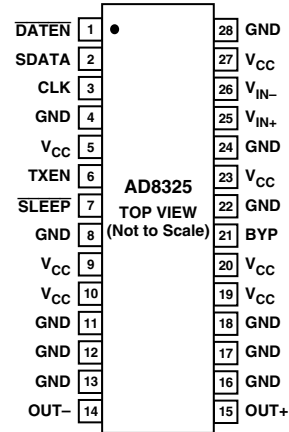 DATEN 1 28 GND
SDATA 2 27 VCC
CLK 3 26 VIN–
GND 4 25 VIN+
VCC 5 24 GND
TXEN 6 23 VCC
SLEEP 7 22 GND
GND 8 21 BYP
VCC 9 20 VCC
VCC 10 19 VCC
GND 11 18 GND
GND 12 17 GND
GND 13 16 GND
OUT– 14 15 OUT+
AD8325
TOP VIEW
(Not to Scale)